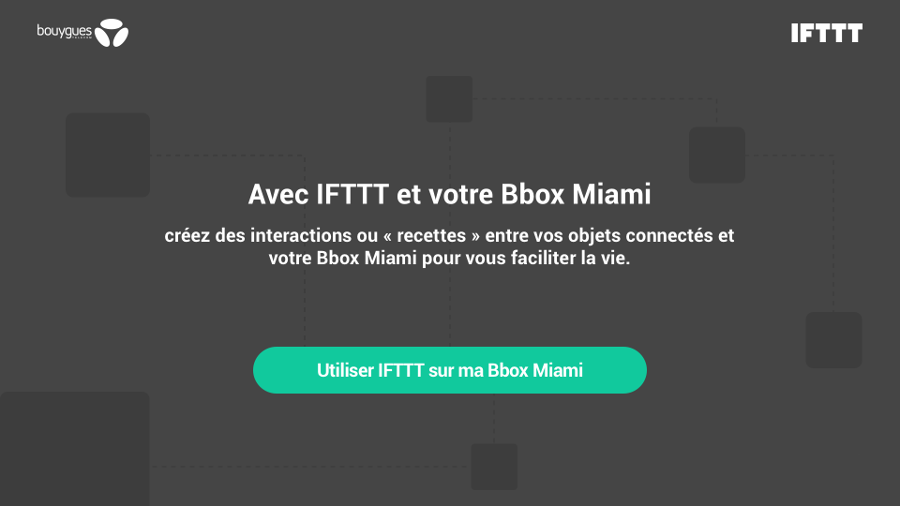 bouygues
IFTTT
Avec IFTTT et votre Bbox Miami
créez des interactions ou « recettes » entre vos objets connectés et
votre Bbox Miami pour vous faciliter la vie.
Utiliser IFTTT sur ma Bbox Miami